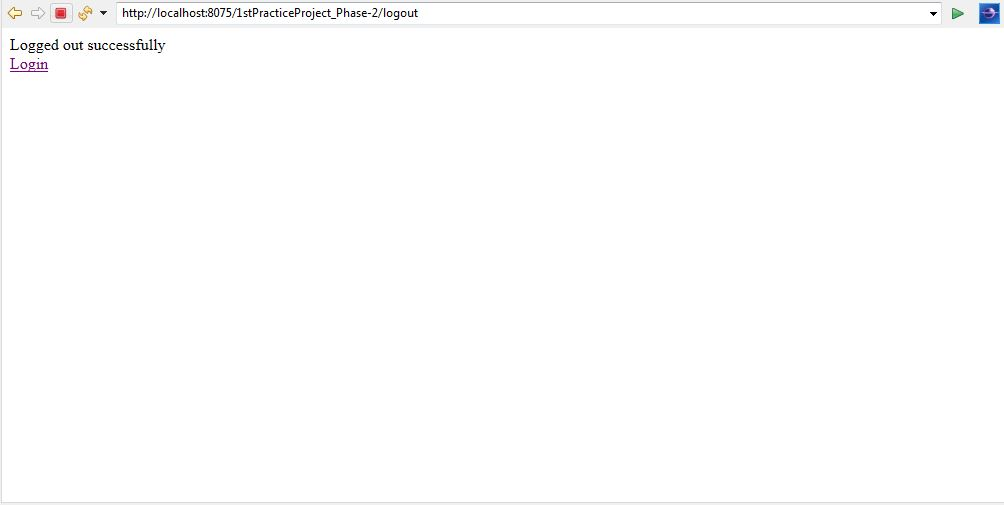 http://localhost:8075/1stPracticeProject_Phase-2/logout
Logged out successfully
Login